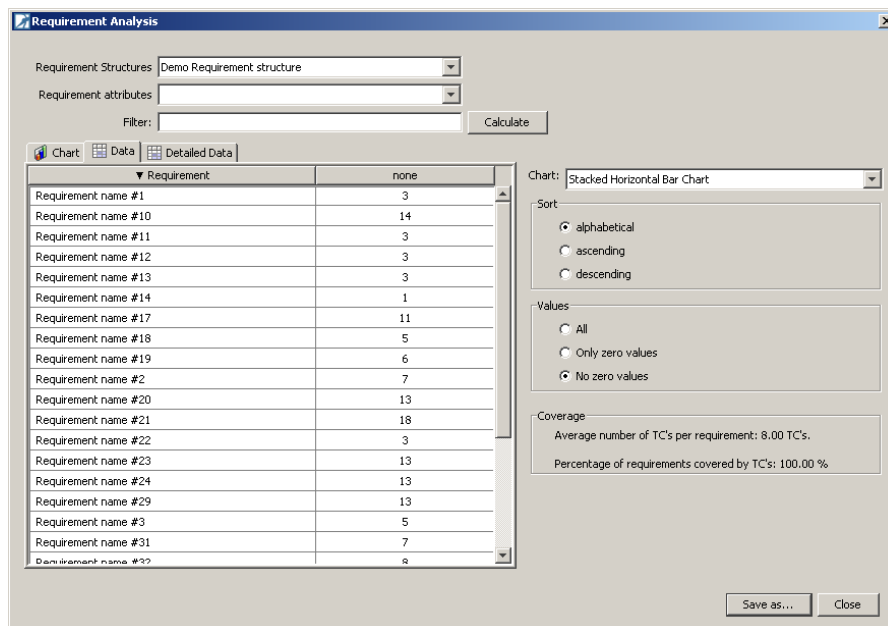 Requirement Analysis
Requirement Structures Demo Requirement structure
Requirement attributes
Filter: Calculate
Chart Data Detailed Data
▼ Requirement none
Requirement name #1 3
Requirement name #10 14
Requirement name #11 3
Requirement name #12 3
Requirement name #13 3
Requirement name #14 1
Requirement name #17 11
Requirement name #18 5
Requirement name #19 6
Requirement name #2 7
Requirement name #20 13
Requirement name #21 18
Requirement name #22 3
Requirement name #23 13
Requirement name #24 13
Requirement name #29 13
Requirement name #3 5
Requirement name #31 7
Requirement name #32 8
Chart: Stacked Horizontal Bar Chart
Sort
alphabetical
ascending
descending
Values
All
Only zero values
No zero values
Coverage
Average number of TC's per requirement: 8.00 TC's.
Percentage of requirements covered by TC's: 100.00 %
Save as... Close